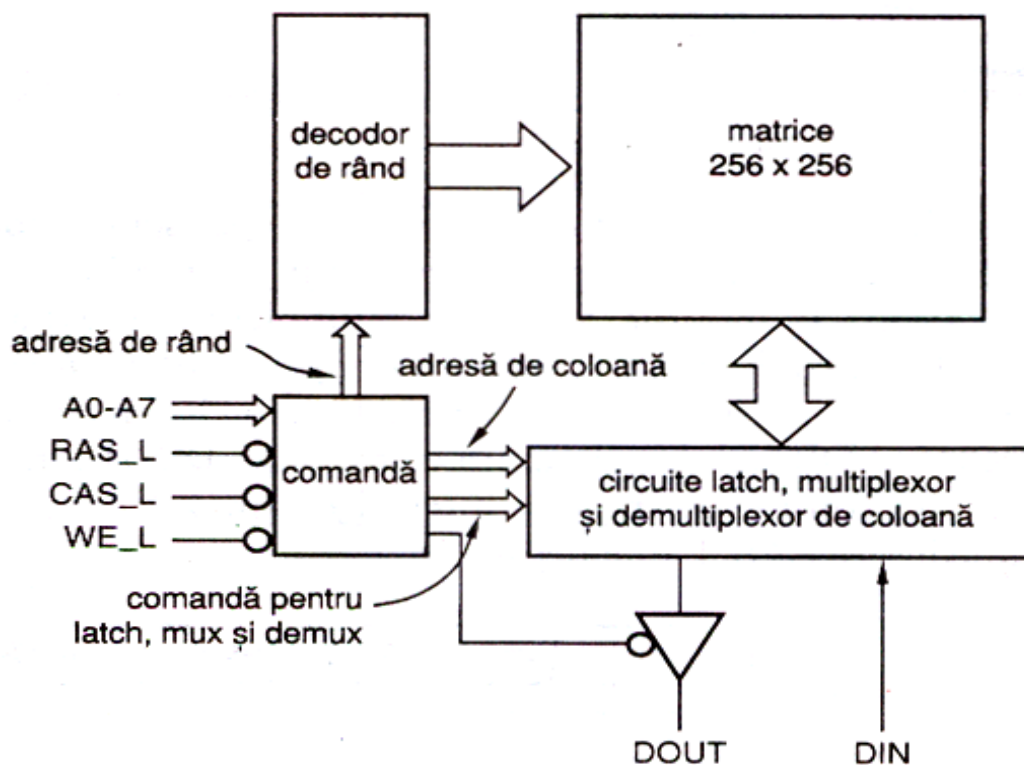 decodor
de rând
matrice
256 x 256
adresă de rând
adresă de coloană
A0-A7
RAS_L
CAS_L
WE_L
comandă
circuite latch, multiplexor
și demultiplexor de coloană
comandă pentru
latch, mux și demux
DOUT
DIN